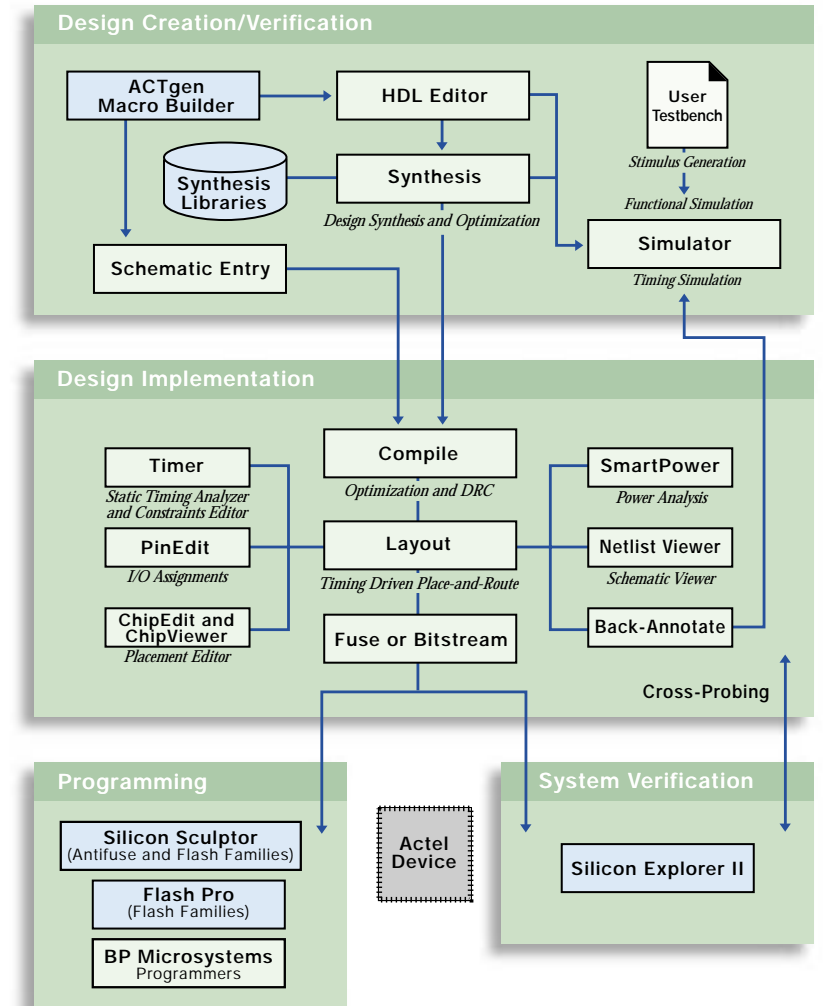 Design Creation/Verification
ACTgen
Macro Builder
HDL Editor
User
Testbench
Stimulus Generation
Synthesis
Libraries
Synthesis
Design Synthesis and Optimization
Functional Simulation
Simulator
Timing Simulation
Schematic Entry
Design Implementation
Timer
Static Timing Analyzer
and Constraints Editor
Compile
Optimization and DRC
SmartPower
Power Analysis
PinEdit
I/O Assignments
Layout
Timing Driven Place-and-Route
Netlist Viewer
Schematic Viewer
ChipEdit and
ChipViewer
Placement Editor
Fuse or Bitstream
Back-Annotate
Cross-Probing
Programming
Silicon Sculptor
(Antifuse and Flash Families)
Flash Pro
(Flash Families)
BP Microsystems
Programmers
Actel
Device
System Verification
Silicon Explorer II